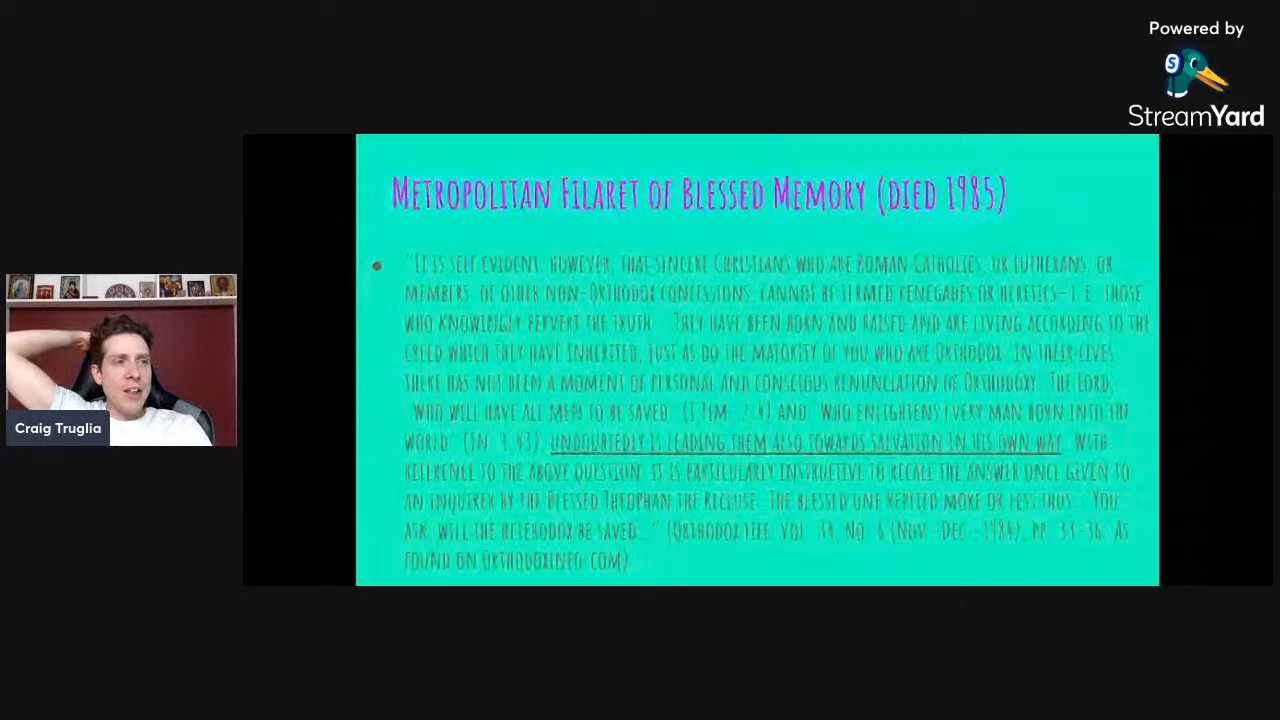 Powered by
StreamYard
METROPOLITAN FILARET OF BLESSED MEMORY (DIED 1985)
"IT IS SELF EVIDENT, HOWEVER, THAT SINCERE CHRISTIANS WHO ARE ROMAN CATHOLICS, OR LUTHERANS, OR
MEMBERS, OF OTHER NON-ORTHODOX CONFESSIONS, CANNOT BE TERMED RENEGADES OR HERETICS—I.E. THOSE
WHO KNOWINGLY PERVERT THE TRUTH... THEY HAVE BEEN BORN AND RAISED AND ARE LIVING ACCORDING TO THE
CREED WHICH THEY HAVE INHERITED, JUST AS DO THE MAJORITY OF YOU WHO ARE ORTHODOX; IN THEIR LIVES
THERE HAS NOT BEEN A MOMENT OF PERSONAL AND CONSCIOUS RENUNCIATION OF ORTHODOXY. THE LORD,
"WHO WILL HAVE ALL MEN TO BE SAVED" (I TIM. 2:4) AND "WHO ENLIGHTENS EVERY MAN BORN INTO THE
WORLD" (JN. 1.43), UNDOUBTEDLY IS LEADING THEM ALSO TOWARDS SALVATION IN HIS OWN WAY. WITH
REFERENCE TO THE ABOVE QUESTION, IT IS PARTICULARLY INSTRUCTIVE TO RECALL THE ANSWER ONCE GIVEN TO
AN INQUIRER BY THE BLESSED THEOPHAN THE RECLUSE. THE BLESSED ONE REPLIED MORE OR LESS THUS: "YOU
ASK, WILL THE HETERODOX BE SAVED..." (ORTHODOX LIFE, VOL. 34, NO. 6 (NOV.-DEC., 1984), PP. 33-36. AS
FOUND ON ORTHODOXINFO.COM)
Craig Truglia